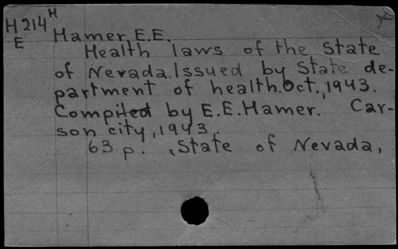 H214H Hamer, E.E.
E Health laws of the State
of Nevada. Issued by State de-
partment of health. Oct., 1943.
Compiled by E.E. Hamer. Car-
son city, 1943.
63 p. , State of Nevada,